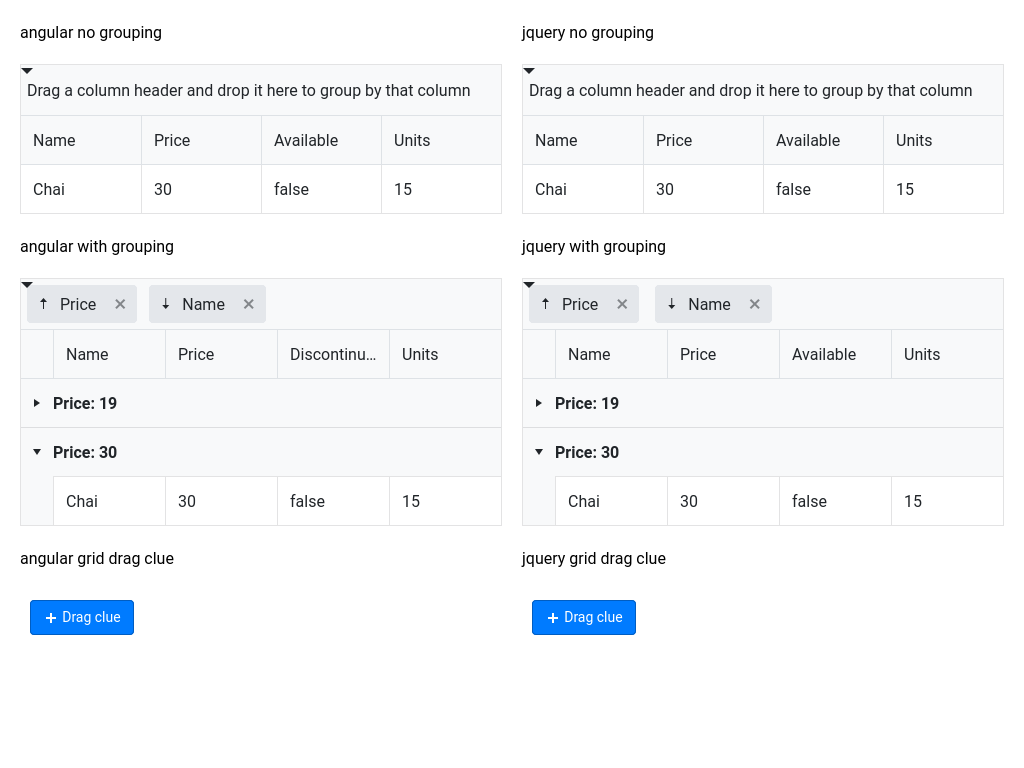 angular no grouping
Drag a column header and drop it here to group by that column
Name Price Available Units
Chai 30 false 15
angular with grouping
Price Name
Name Price Discontinu... Units
Price: 19
Price: 30
Chai 30 false 15
angular grid drag clue
Drag clue
jquery no grouping
Drag a column header and drop it here to group by that column
Name Price Available Units
Chai 30 false 15
jquery with grouping
Price Name
Name Price Available Units
Price: 19
Price: 30
Chai 30 false 15
jquery grid drag clue
Drag clue